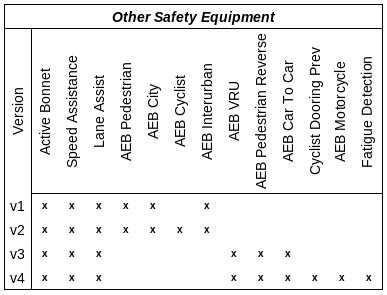 Other Safety Equipment
Version
Active Bonnet
Speed Assistance
Lane Assist
AEB Pedestrian
AEB City
AEB Cyclist
AEB Interurban
AEB VRU
AEB Pedestrian Reverse
AEB Car To Car
Cyclist Dooring Prev
AEB Motorcycle
Fatigue Detection
v1 x x x x x x
v2 x x x x x x x
v3 x x x x x x
v4 x x x x x x x x x